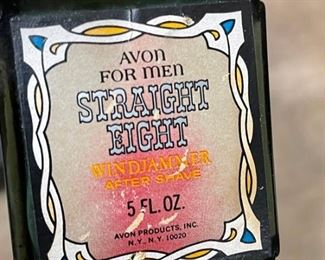 AVON
FOR MEN
STRAIGHT
EIGHT
WINDJAMMER
AFTER SHAVE
5 FL. OZ.
AVON PRODUCTS, INC.
N.Y., N.Y. 10020